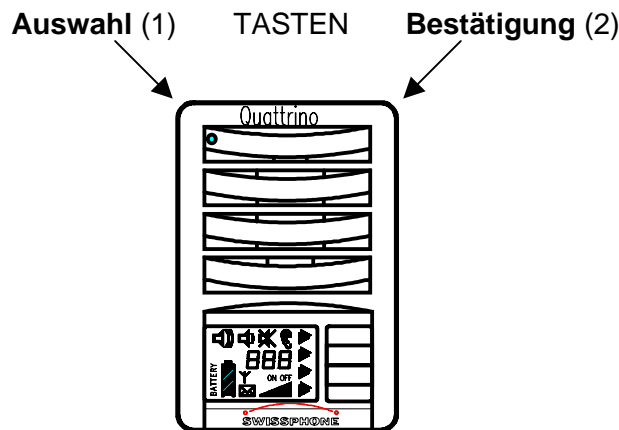 Auswahl (1) TASTEN Bestätigung (2)
Quattrino
888
BATTERY
ON OFF
SWISSPHONE